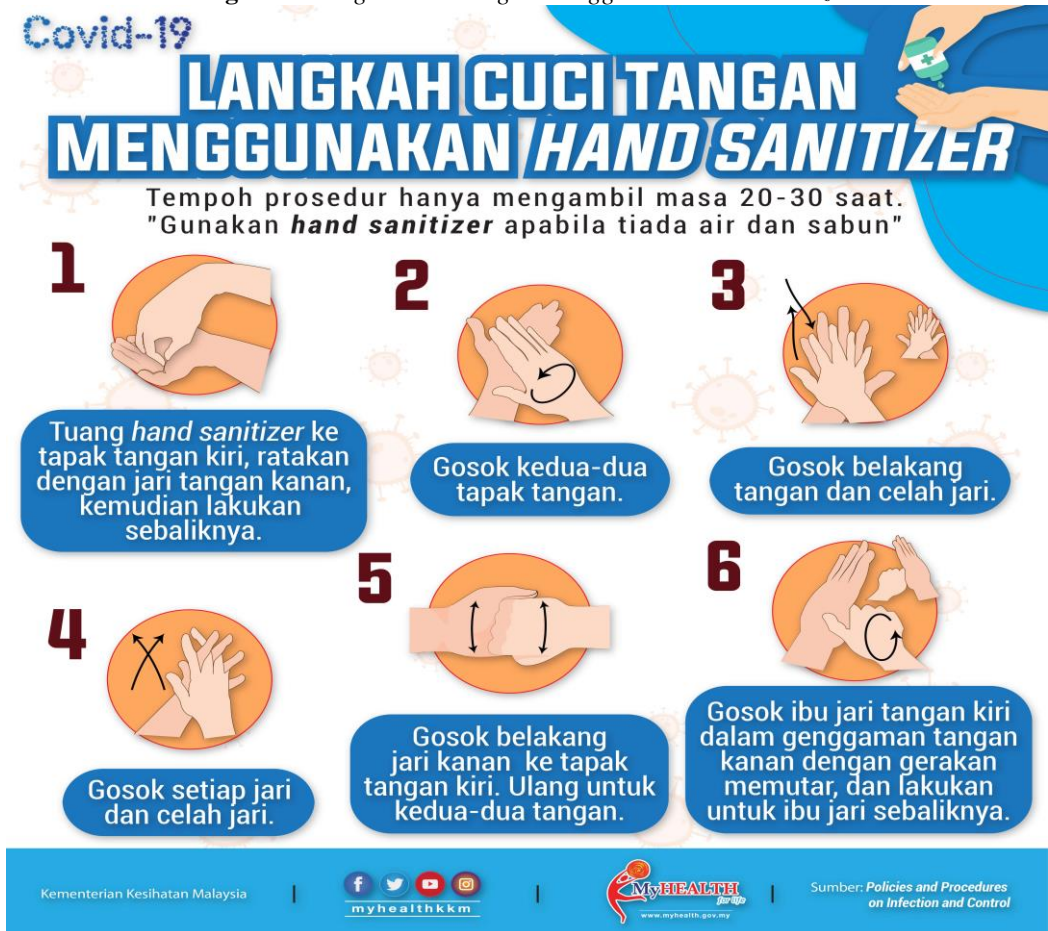 Covid-19
LANGKAH CUCI TANGAN
MENGGUNAKAN HAND SANITIZER
Tempoh prosedur hanya mengambil masa 20-30 saat.
"Gunakan hand sanitizer apabila tiada air dan sabun"
1
Tuang hand sanitizer ke
tapak tangan kiri, ratakan
dengan jari tangan kanan,
kemudian lakukan
sebaliknya.
2
Gosok kedua-dua
tapak tangan.
3
Gosok belakang
tangan dan celah jari.
4
Gosok setiap jari
dan celah jari.
5
Gosok belakang
jari kanan ke tapak
tangan kiri. Ulang untuk
kedua-dua tangan.
6
Gosok ibu jari tangan kiri
dalam genggaman tangan
kanan dengan gerakan
memutar, dan lakukan
untuk ibu jari sebaliknya.
Kementerian Kesihatan Malaysia
myhealthkkm
MyHEALTH
for life
www.myhealth.gov.my
Sumber: Policies and Procedures
on Infection and Control